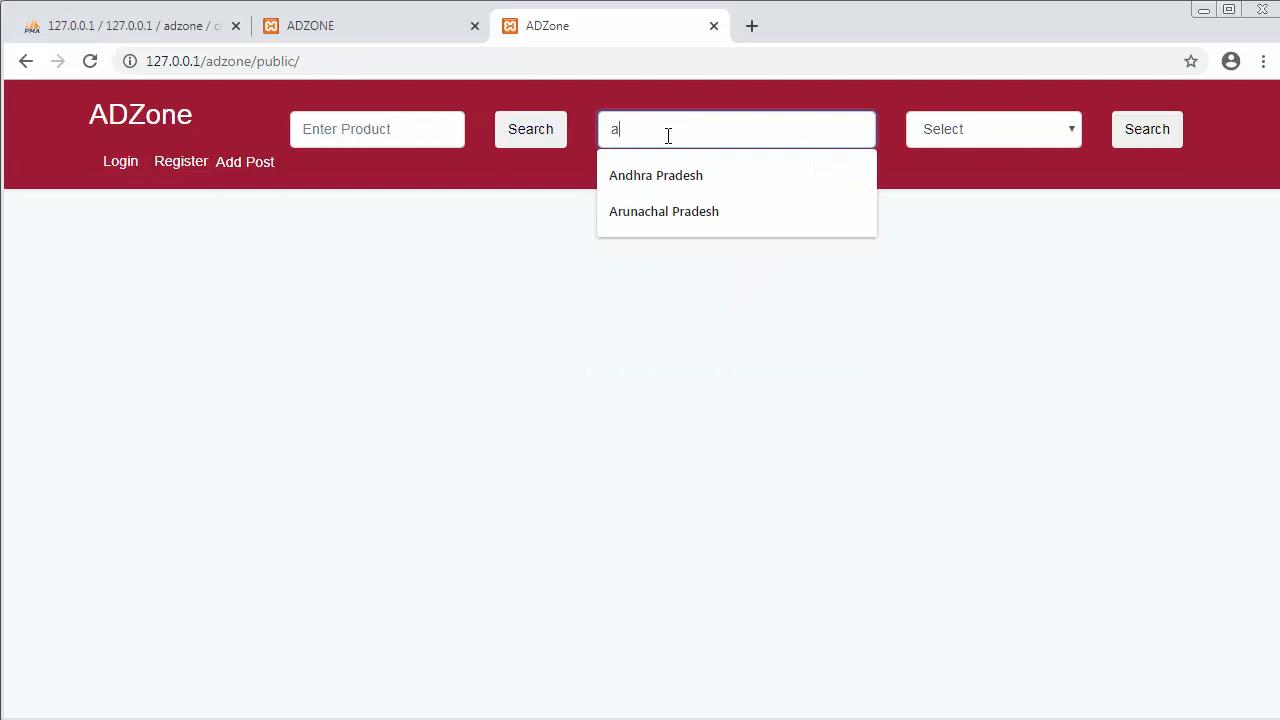 127.0.0.1 / 127.0.0.1 / adzone / c
ADZONE
ADZone
127.0.0.1/adzone/public/
ADZone
Enter Product
Search
a
Select
Search
Login
Register
Add Post
Andhra Pradesh
Arunachal Pradesh